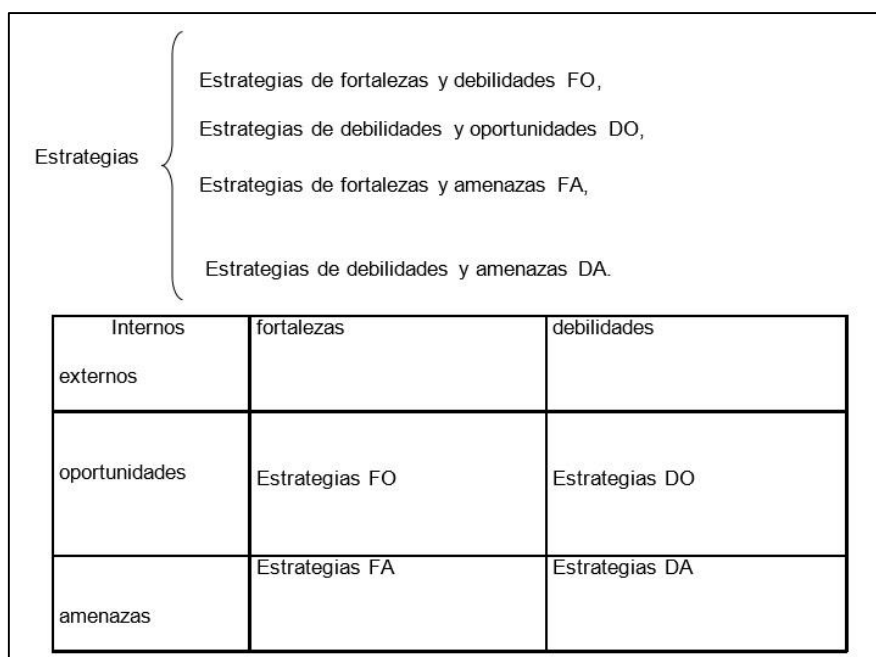 Estrategias de fortalezas y debilidades FO,
Estrategias de debilidades y oportunidades DO,
Estrategias
Estrategias de fortalezas y amenazas FA,
Estrategias de debilidades y amenazas DA.
Internos fortalezas debilidades
externos
oportunidades Estrategias FO Estrategias DO
Estrategias FA Estrategias DA
amenazas